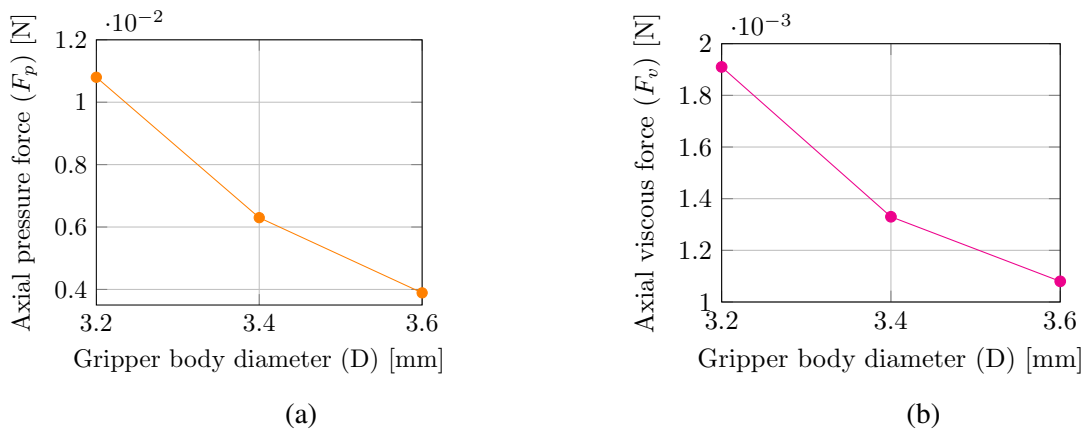 ·10⁻²
1.2
1
0.8
0.6
0.4
3.2 3.4 3.6
Axial pressure force (Fₚ) [N]
Gripper body diameter (D) [mm]
(a)
·10⁻³
2
1.8
1.6
1.4
1.2
1
3.2 3.4 3.6
Axial viscous force (Fᵥ) [N]
Gripper body diameter (D) [mm]
(b)